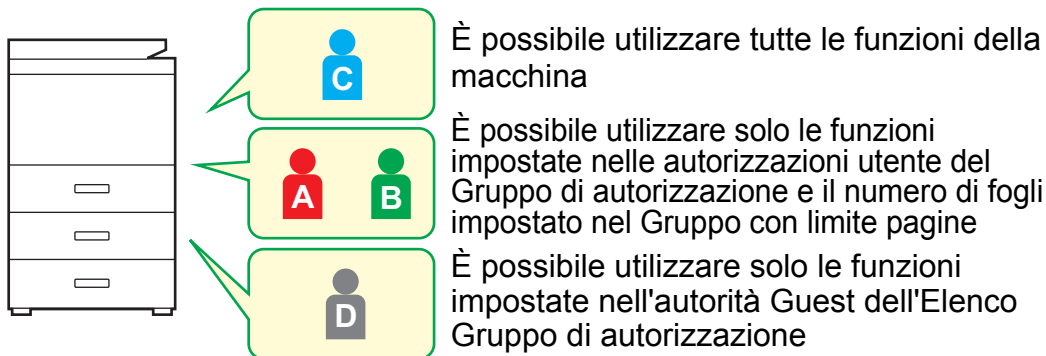 C
È possibile utilizzare tutte le funzioni della
macchina
A B
È possibile utilizzare solo le funzioni
impostate nelle autorizzazioni utente del
Gruppo di autorizzazione e il numero di fogli
impostato nel Gruppo con limite pagine
D
È possibile utilizzare solo le funzioni
impostate nell'autorità Guest dell'Elenco
Gruppo di autorizzazione